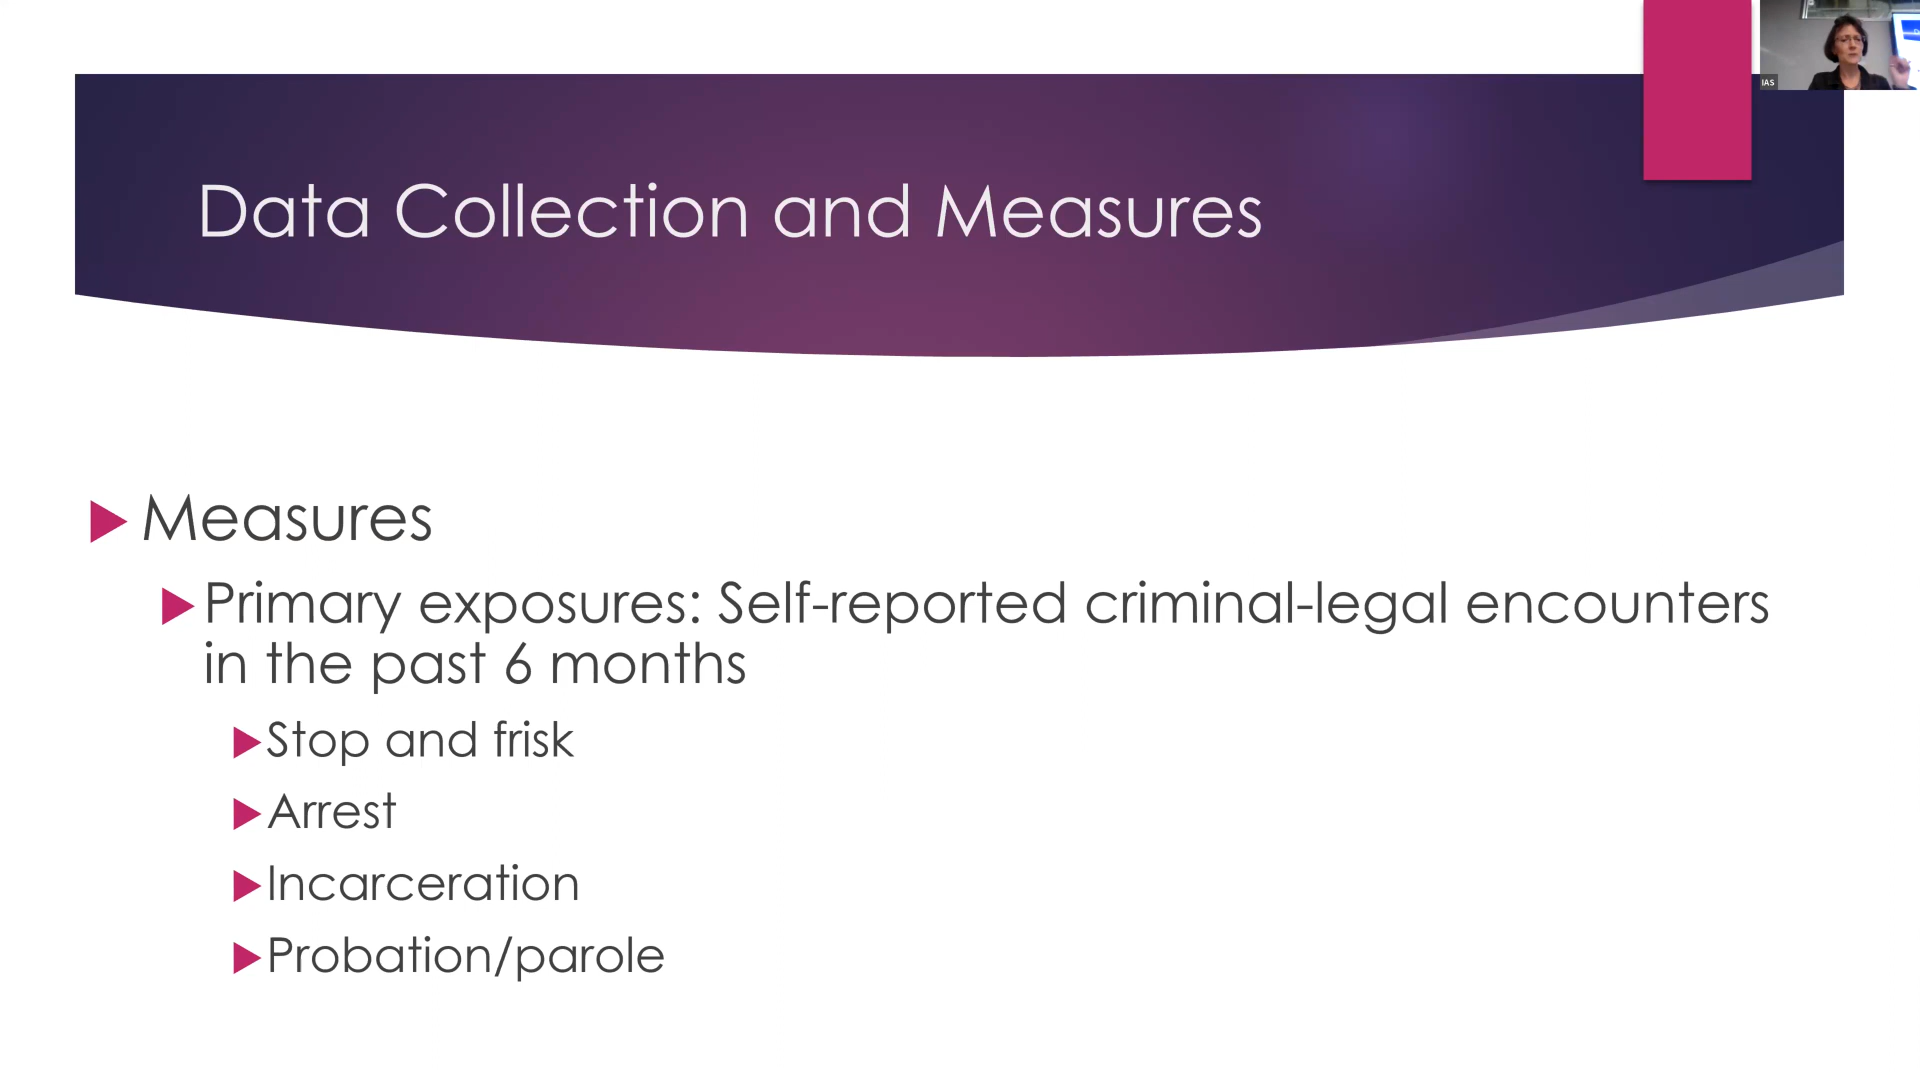 IAS
Data Collection and Measures
Measures
Primary exposures: Self-reported criminal-legal encounters
in the past 6 months
Stop and frisk
Arrest
Incarceration
Probation/parole